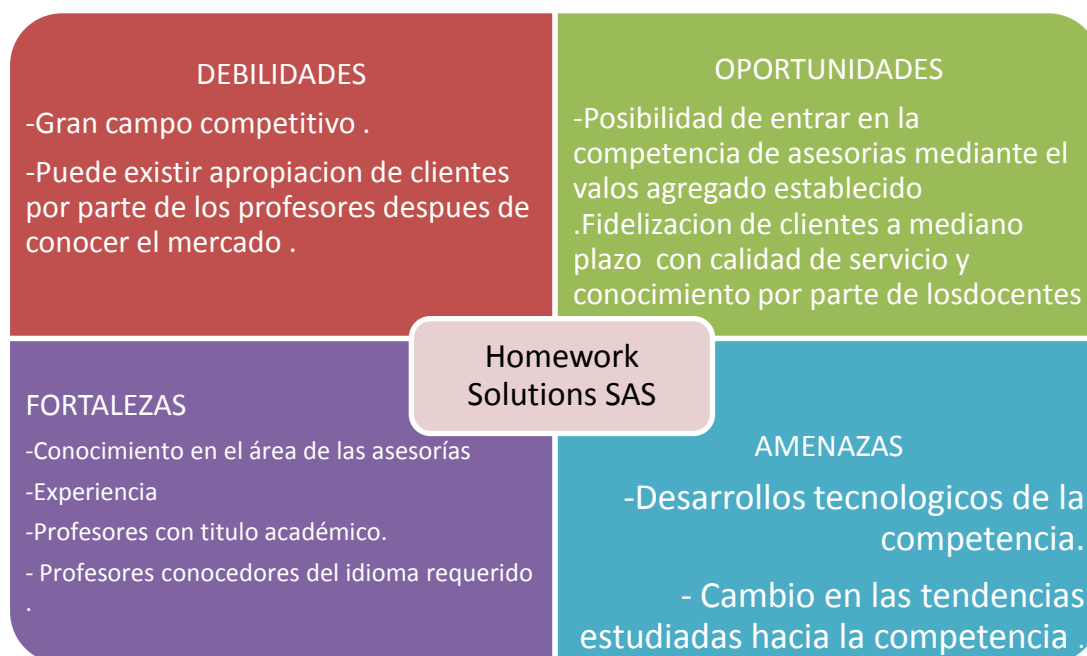 DEBILIDADES
-Gran campo competitivo .
-Puede existir apropiacion de clientes
por parte de los profesores despues de
conocer el mercado .
OPORTUNIDADES
-Posibilidad de entrar en la
competencia de asesorias mediante el
valos agregado establecido
.Fidelizacion de clientes a mediano
plazo con calidad de servicio y
conocimiento por parte de losdocentes
Homework
Solutions SAS
FORTALEZAS
-Conocimiento en el área de las asesorías
-Experiencia
-Profesores con titulo académico.
- Profesores conocedores del idioma requerido
.
AMENAZAS
-Desarrollos tecnologicos de la
competencia.
- Cambio en las tendencias
estudiadas hacia la competencia .